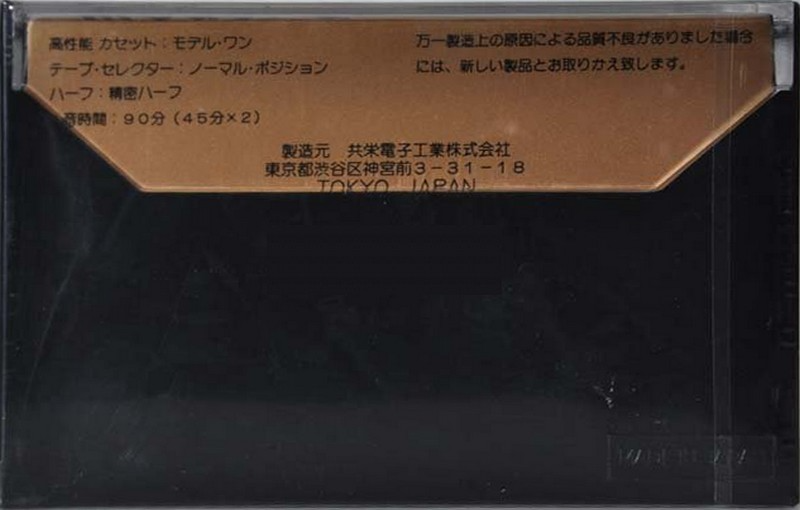 高性能 カセット：モデル・ワン
テープ・セレクター：ノーマル・ポジション
ハーフ：精密ハーフ
音時間：90分（45分×2）
万一製造上の原因による品質不良がありました場合
には、新しい製品とお取りかえ致します。
製造元 共栄電子工業株式会社
東京都渋谷区神宮前3-31-18
TOKYO JAPAN